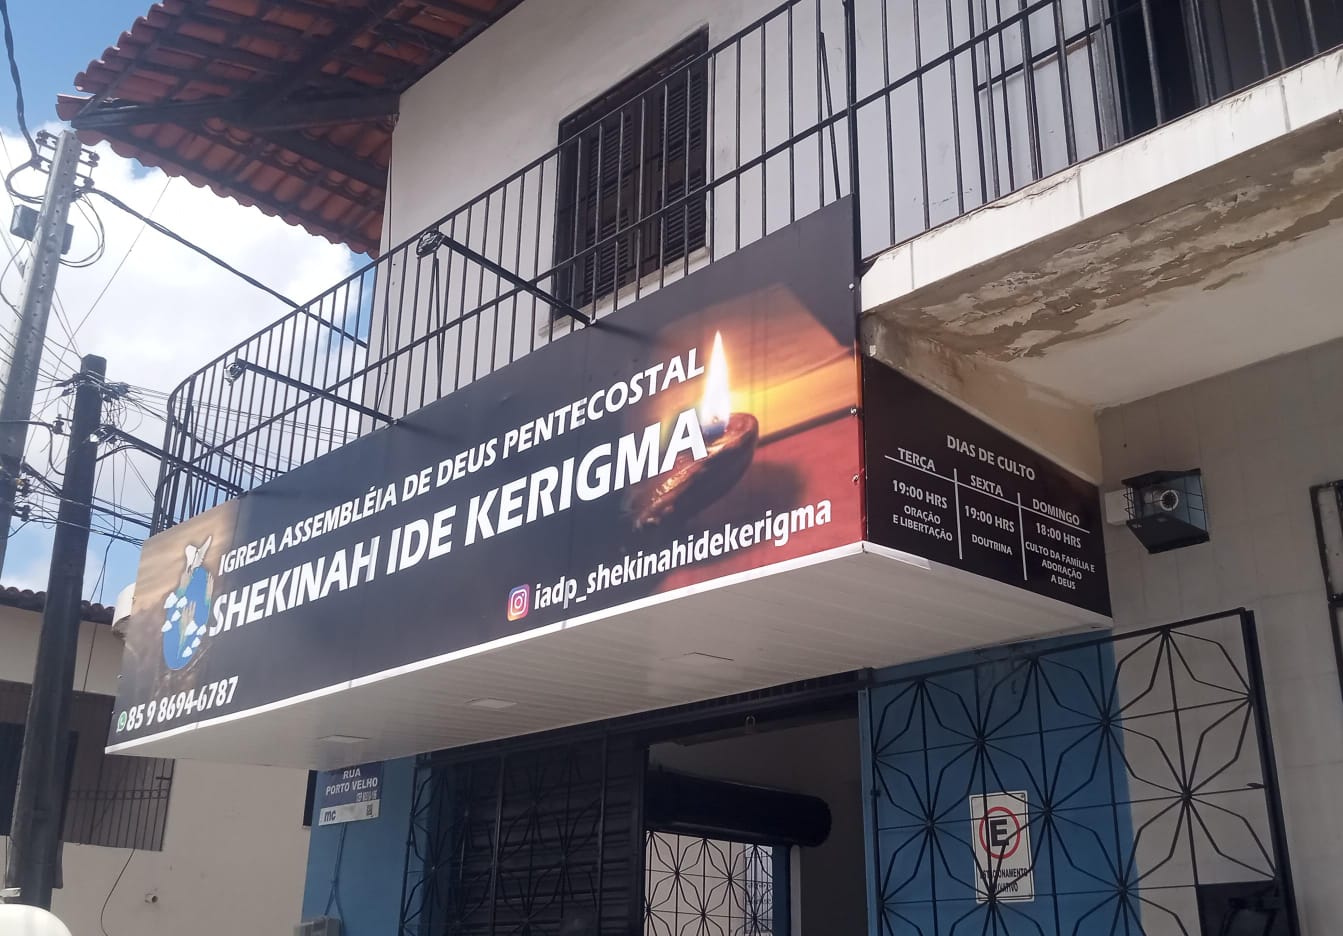 IGREJA ASSEMBLÉIA DE DEUS PENTECOSTAL
SHEKINAH IDE KERIGMA
iadp_shekinahidekerigma
85 9 8694-6787
DIAS DE CULTO
TERÇA
19:00 HRS
ORAÇÃO
E LIBERTAÇÃO
SEXTA
19:00 HRS
DOUTRINA
DOMINGO
18:00 HRS
CULTO DA FAMÍLIA E
ADORAÇÃO
A DEUS
RUA
PORTO VELHO
mc
E